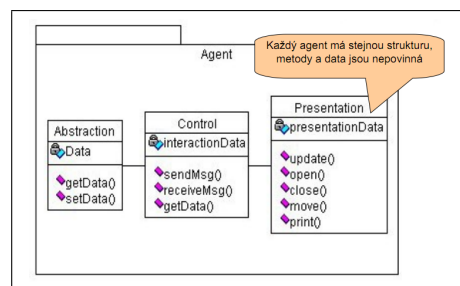 Agent
Každý agent má stejnou strukturu,
metody a data jsou nepovinná
Abstraction
Data
getData()
setData()
Control
interactionData
sendMsg()
receiveMsg()
getData()
Presentation
presentationData
update()
open()
close()
move()
print()